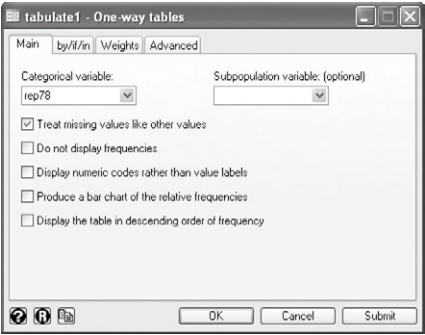 tabulate1 - One-way tables
Main by/if/in Weights Advanced
Categorical variable: Subpopulation variable: (optional)
rep78
Treat missing values like other values
Do not display frequencies
Display numeric codes rather than value labels
Produce a bar chart of the relative frequencies
Display the table in descending order of frequency
? R OK Cancel Submit